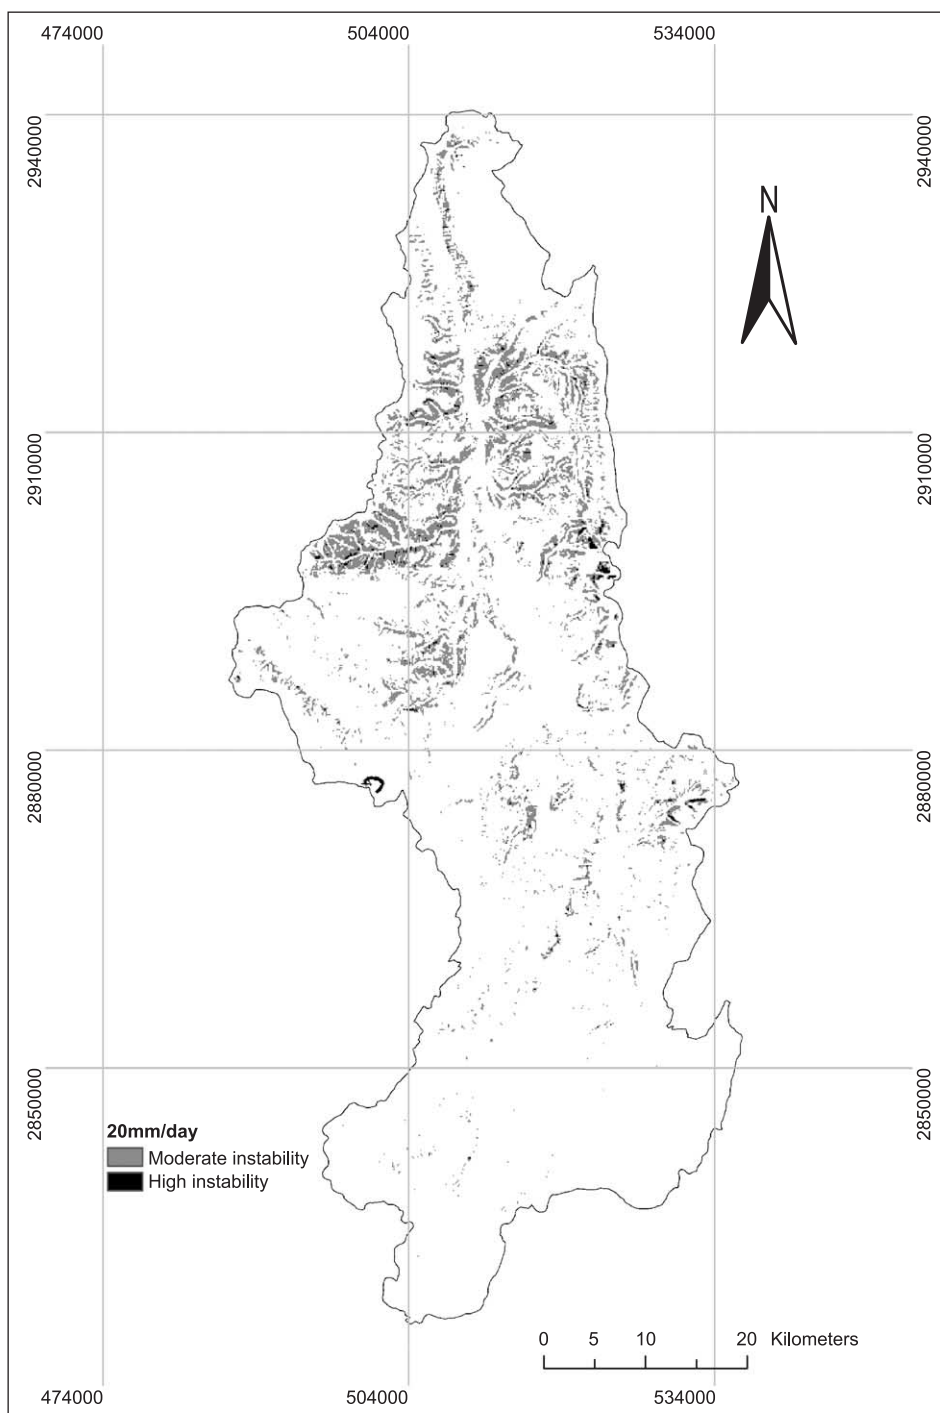 474000 504000 534000
2940000 2940000
N
2910000 2910000
2880000 2880000
2850000 2850000
20mm/day
Moderate instability
High instability
0 5 10 20 Kilometers
474000 504000 534000